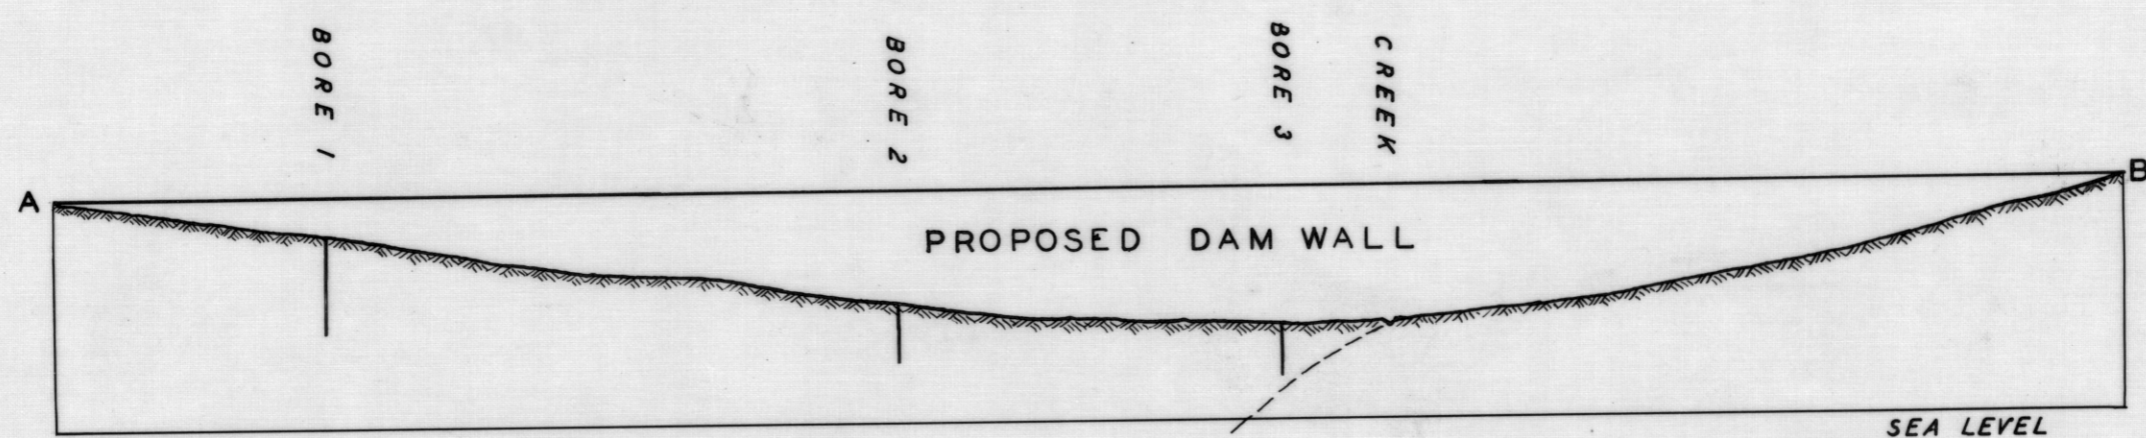 BORE 1
BORE 2
BORE 3
CREEK
A
B
PROPOSED DAM WALL
SEA LEVEL